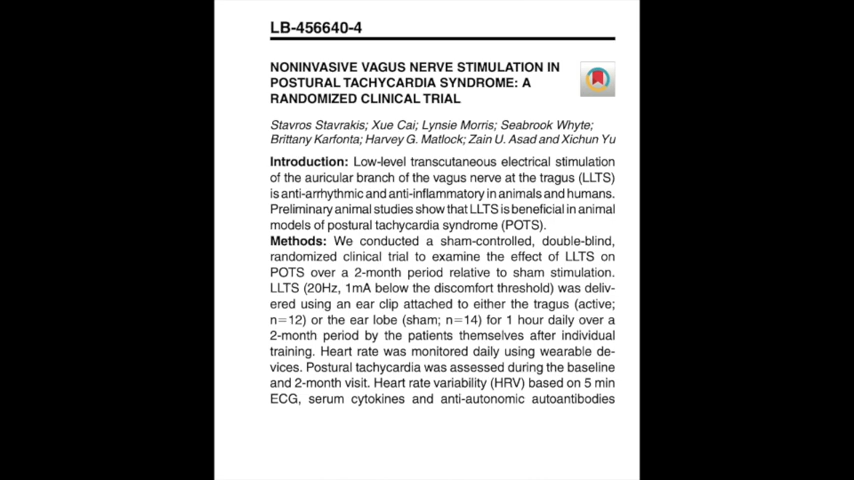 LB-456640-4
NONINVASIVE VAGUS NERVE STIMULATION IN
POSTURAL TACHYCARDIA SYNDROME: A
RANDOMIZED CLINICAL TRIAL
Stavros Stavrakis; Xue Cai; Lynsie Morris; Seabrook Whyte;
Brittany Karfonta; Harvey G. Matlock; Zain U. Asad and Xichun Yu
Introduction: Low-level transcutaneous electrical stimulation
of the auricular branch of the vagus nerve at the tragus (LLTS)
is anti-arrhythmic and anti-inflammatory in animals and humans.
Preliminary animal studies show that LLTS is beneficial in animal
models of postural tachycardia syndrome (POTS).
Methods: We conducted a sham-controlled, double-blind,
randomized clinical trial to examine the effect of LLTS on
POTS over a 2-month period relative to sham stimulation.
LLTS (20Hz, 1mA below the discomfort threshold) was deliv-
ered using an ear clip attached to either the tragus (active;
n=12) or the ear lobe (sham; n=14) for 1 hour daily over a
2-month period by the patients themselves after individual
training. Heart rate was monitored daily using wearable de-
vices. Postural tachycardia was assessed during the baseline
and 2-month visit. Heart rate variability (HRV) based on 5 min
ECG, serum cytokines and anti-autonomic autoantibodies